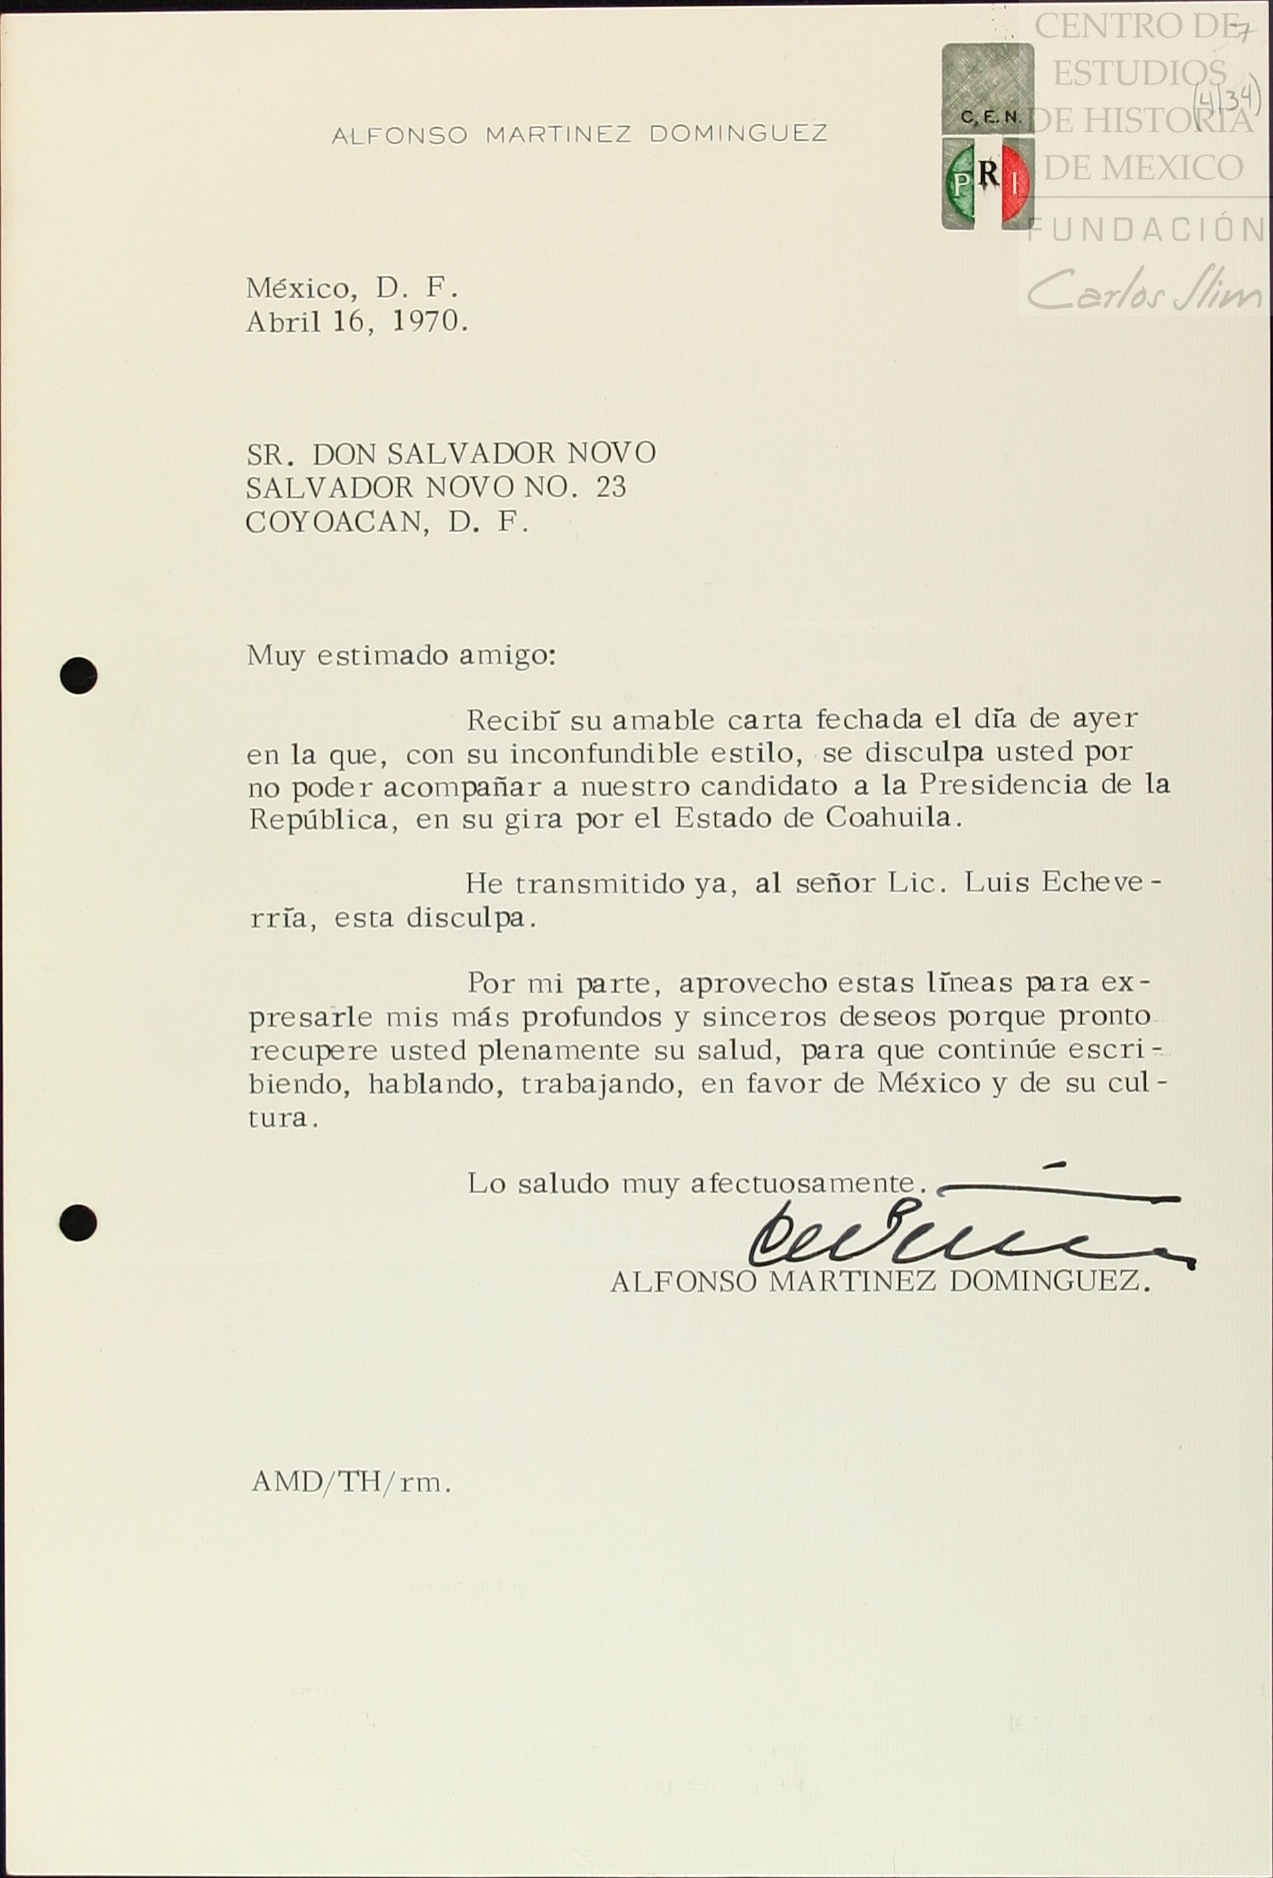 CENTRO DE
ESTUDIOS
DE HISTORIA
DE MEXICO
FUNDACIÓN
Carlos Slim
7
(4/34)
ALFONSO MARTINEZ DOMINGUEZ
C.E.N.
PRI
México, D. F.
Abril 16, 1970.
SR. DON SALVADOR NOVO
SALVADOR NOVO NO. 23
COYOACAN, D. F.
Muy estimado amigo:
Recibí su amable carta fechada el día de ayer
en la que, con su inconfundible estilo, se disculpa usted por
no poder acompañar a nuestro candidato a la Presidencia de la
República, en su gira por el Estado de Coahuila.
He transmitido ya, al señor Lic. Luis Echeve-
rría, esta disculpa.
Por mi parte, aprovecho estas líneas para ex-
presarle mis más profundos y sinceros deseos porque pronto
recupere usted plenamente su salud, para que continúe escri-
biendo, hablando, trabajando, en favor de México y de su cul-
tura.
Lo saludo muy afectuosamente.
ALFONSO MARTINEZ DOMINGUEZ.
AMD/TH/rm.